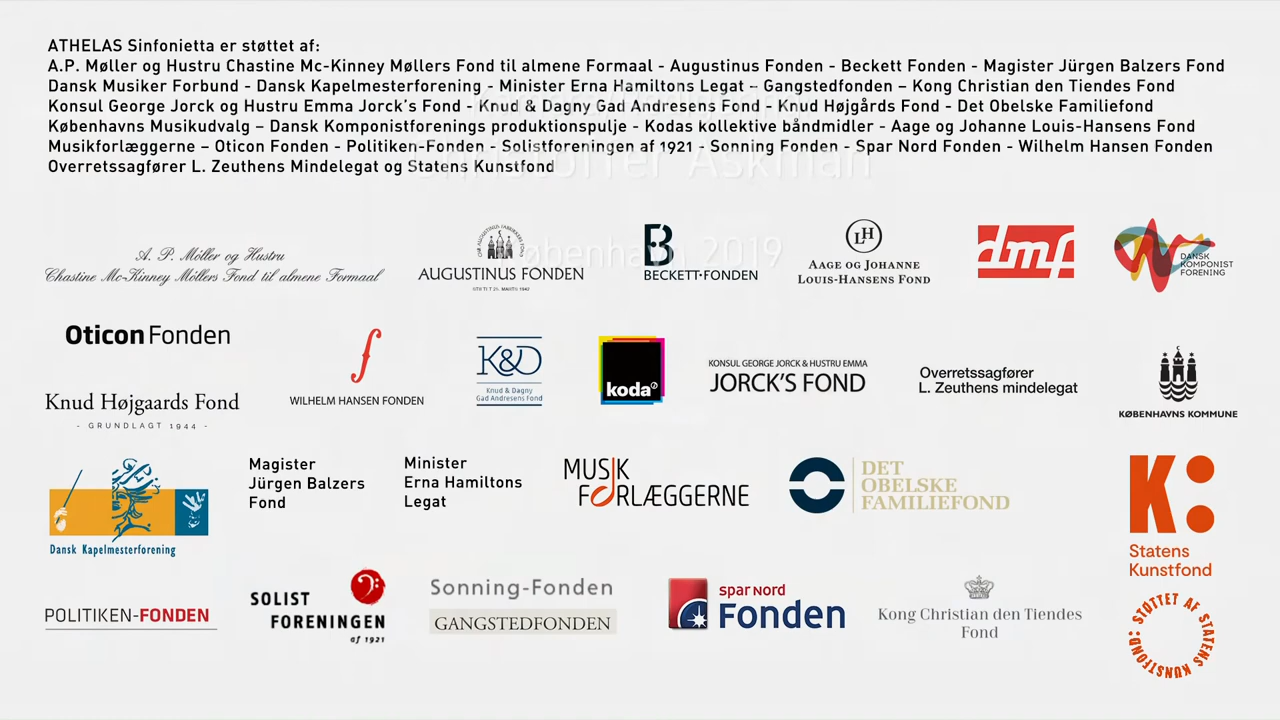 ATHELAS Sinfonietta er støttet af:
A.P. Møller og Hustru Chastine Mc-Kinney Møllers Fond til almene Formaal - Augustinus Fonden - Beckett Fonden - Magister Jürgen Balzers Fond
Dansk Musiker Forbund - Dansk Kapelmesterforening - Minister Erna Hamiltons Legat – Gangstedfonden – Kong Christian den Tiendes Fond
Konsul George Jorck og Hustru Emma Jorck's Fond - Knud & Dagny Gad Andresens Fond - Knud Højgårds Fond - Det Obelske Familiefond
Københavns Musikudvalg – Dansk Komponistforenings produktionspulje - Kodas kollektive båndmidler - Aage og Johanne Louis-Hansens Fond
Musikforlæggerne – Oticon Fonden - Politiken-Fonden - Solistforeningen af 1921 - Sonning Fonden - Spar Nord Fonden - Wilhelm Hansen Fonden
Overretssagfører L. Zeuthens Mindelegat og Statens Kunstfond
Askman
København 2019
A. P. Möller og Hustru
Chastine Mc-Kinney Möllers Fond til almene Formaal
AUGUSTINUS FONDEN
B
BECKETT-FONDEN
LH
AAGE OG JOHANNE
LOUIS-HANSENS FOND
dmf
DANSK
KOMPONIST
FORENING
Oticon Fonden
Knud Højgaards Fond
- GRUNDLAGT 1944 -
WILHELM HANSEN FONDEN
K&D
Knud & Dagny
Gad Andresens Fond
koda
KONSUL GEORGE JORCK & HUSTRU EMMA
JORCK'S FOND
Overretssagfører
L. Zeuthens mindelegat
KØBENHAVNS KOMMUNE
Dansk Kapelmesterforening
Magister
Jürgen Balzers
Fond
Minister
Erna Hamiltons
Legat
MUSIK
FORLÆGGERNE
DET
OBELSKE
FAMILIEFOND
K:
Statens
Kunstfond
POLITIKEN-FONDEN
SOLIST
FORENINGEN
af 1921
Sonning-Fonden
GANGSTEDFONDEN
spar nord
Fonden
Kong Christian den Tiendes
Fond
STØTTET AF STATENS KUNSTFOND: